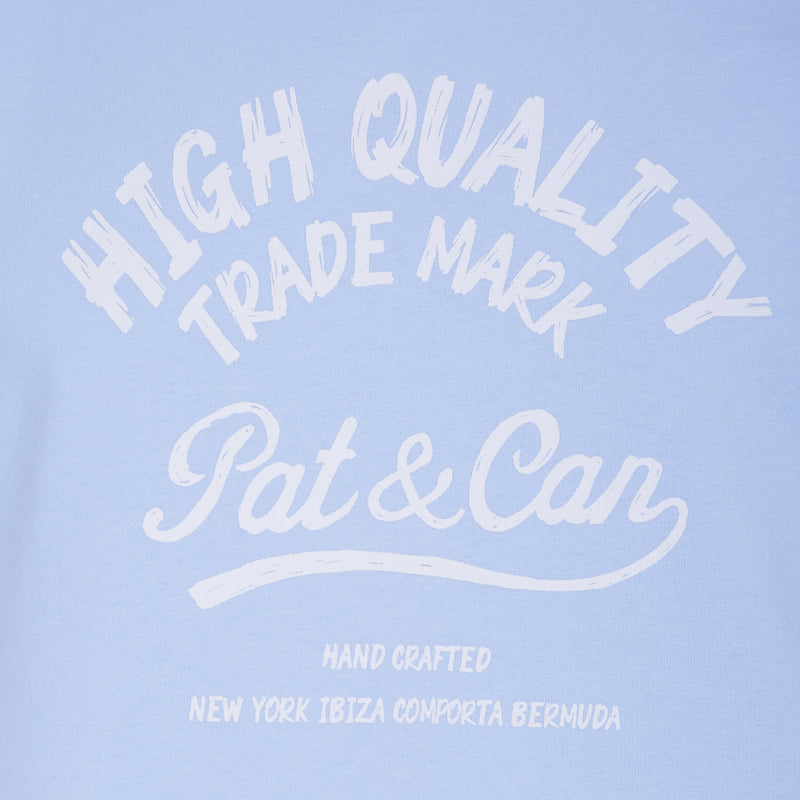 HIGH QUALITY
TRADE MARK
Pat & Can
HAND CRAFTED
NEW YORK IBIZA COMPORTA BERMUDA